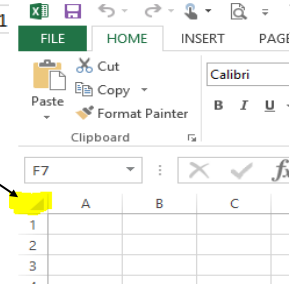 1
FILE HOME INSERT PAGE
Cut
Copy
Paste
Format Painter
Clipboard
Calibri
B I U
F7
fx
A B C
1
2
3